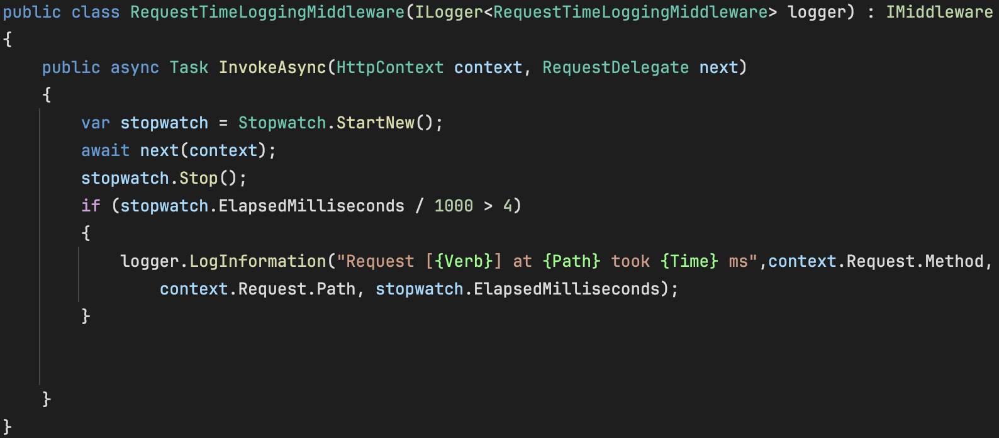 public class RequestTimeLoggingMiddleware(ILogger<RequestTimeLoggingMiddleware> logger) : IMiddleware
{
    public async Task InvokeAsync(HttpContext context, RequestDelegate next)
    {
        var stopwatch = Stopwatch.StartNew();
        await next(context);
        stopwatch.Stop();
        if (stopwatch.ElapsedMilliseconds / 1000 > 4)
        {
            logger.LogInformation("Request [{Verb}] at {Path} took {Time} ms",context.Request.Method,
                context.Request.Path, stopwatch.ElapsedMilliseconds);
        }
    }
}